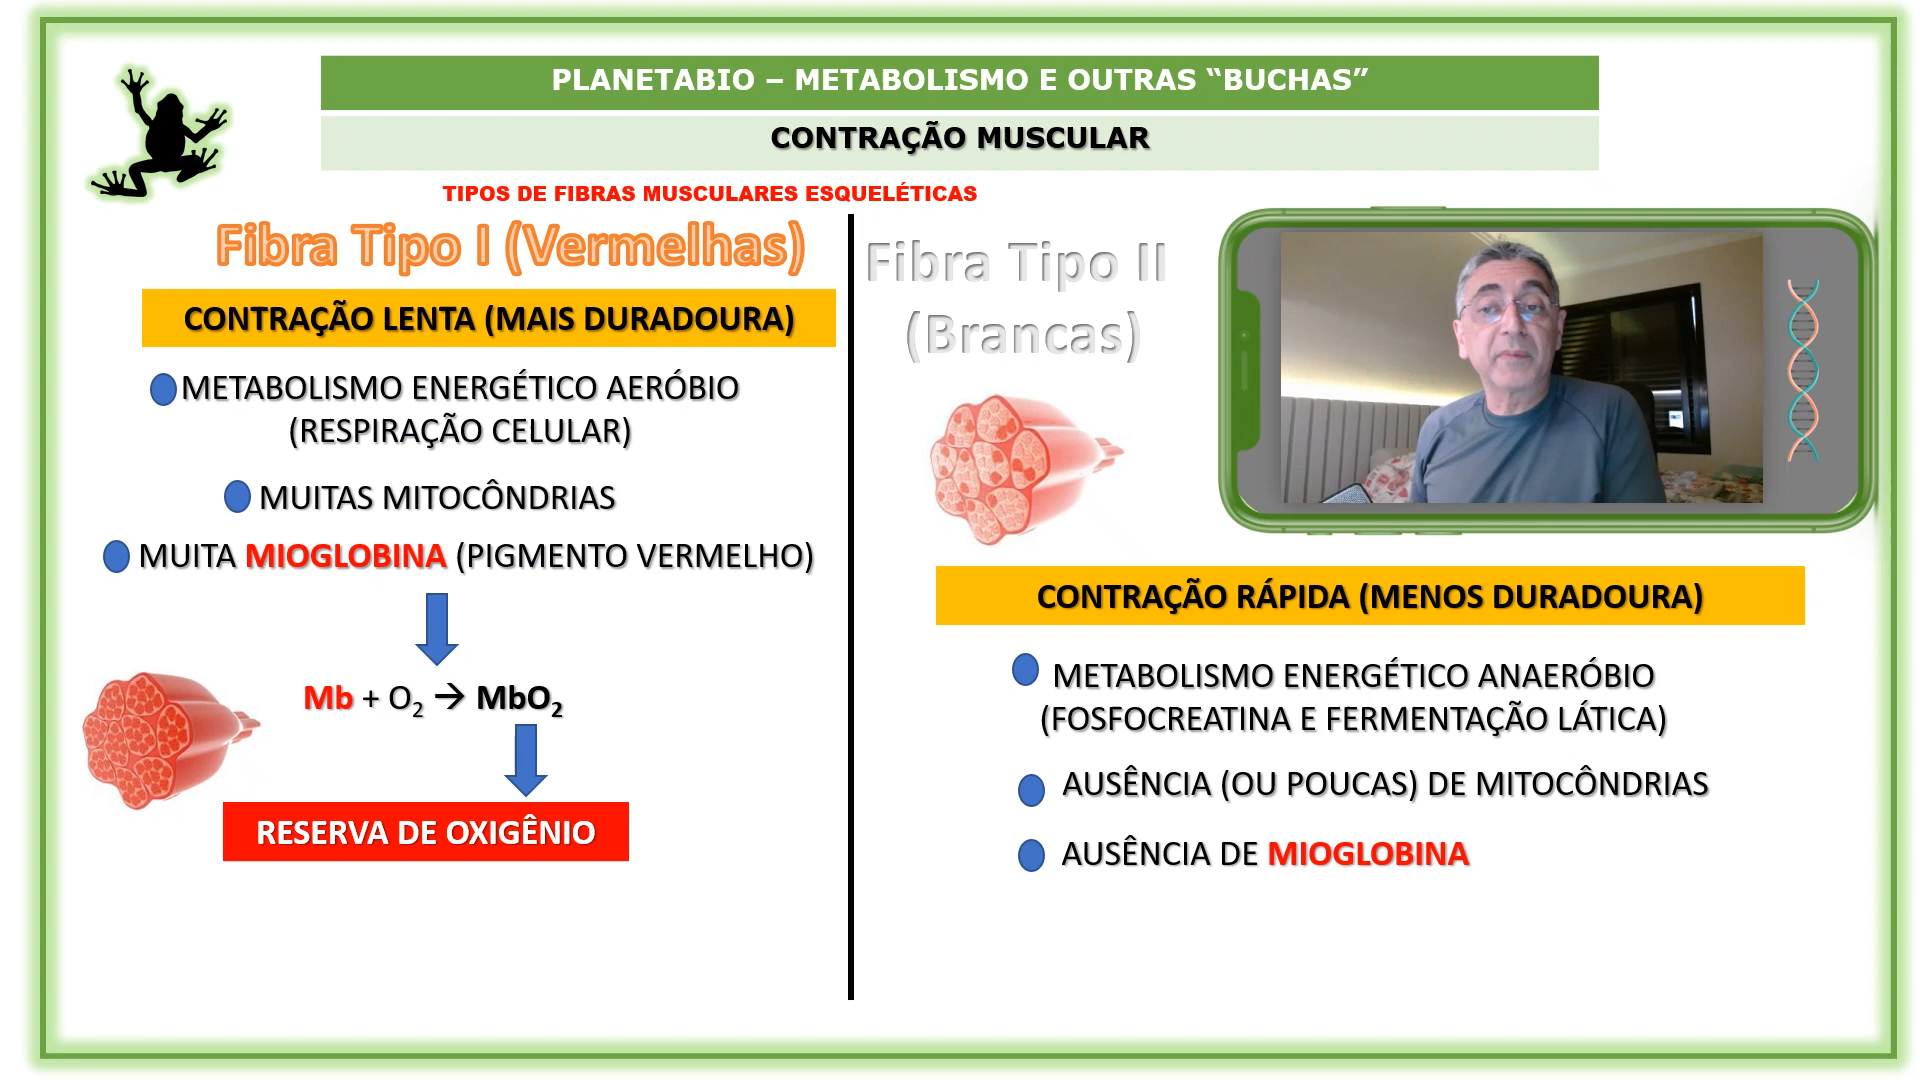 PLANETABIO – METABOLISMO E OUTRAS “BUCHAS”
CONTRAÇÃO MUSCULAR
TIPOS DE FIBRAS MUSCULARES ESQUELÉTICAS
Fibra Tipo I (Vermelhas)
CONTRAÇÃO LENTA (MAIS DURADOURA)
METABOLISMO ENERGÉTICO AERÓBIO
(RESPIRAÇÃO CELULAR)
MUITAS MITOCÔNDRIAS
MUITA MIOGLOBINA (PIGMENTO VERMELHO)
Mb + O₂ → MbO₂
RESERVA DE OXIGÊNIO
Fibra Tipo II
(Brancas)
CONTRAÇÃO RÁPIDA (MENOS DURADOURA)
METABOLISMO ENERGÉTICO ANAERÓBIO
(FOSFOCREATINA E FERMENTAÇÃO LÁTICA)
AUSÊNCIA (OU POUCAS) DE MITOCÔNDRIAS
AUSÊNCIA DE MIOGLOBINA